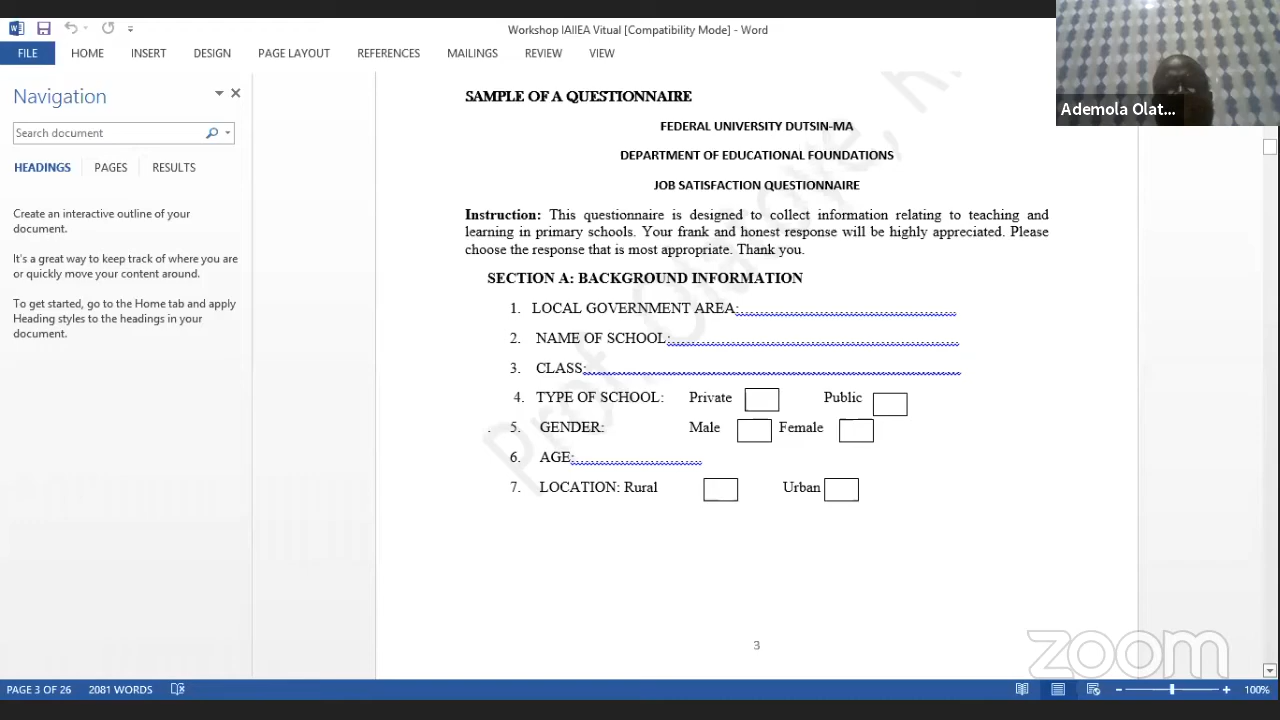 Workshop IAIIEA Vitual [Compatibility Mode] - Word
FILE HOME INSERT DESIGN PAGE LAYOUT REFERENCES MAILINGS REVIEW VIEW
Ademola Olat...
Navigation
Search document
HEADINGS PAGES RESULTS
Create an interactive outline of your
document.
It's a great way to keep track of where you are
or quickly move your content around.
To get started, go to the Home tab and apply
Heading styles to the headings in your
document.
SAMPLE OF A QUESTIONNAIRE
FEDERAL UNIVERSITY DUTSIN-MA
DEPARTMENT OF EDUCATIONAL FOUNDATIONS
JOB SATISFACTION QUESTIONNAIRE
Instruction: This questionnaire is designed to collect information relating to teaching and
learning in primary schools. Your frank and honest response will be highly appreciated. Please
choose the response that is most appropriate. Thank you.
SECTION A: BACKGROUND INFORMATION
1. LOCAL GOVERNMENT AREA:
2. NAME OF SCHOOL:
3. CLASS:
4. TYPE OF SCHOOL: Private Public
. 5. GENDER: Male Female
6. AGE:
7. LOCATION: Rural Urban
3
zoom
PAGE 3 OF 26 2081 WORDS 100%